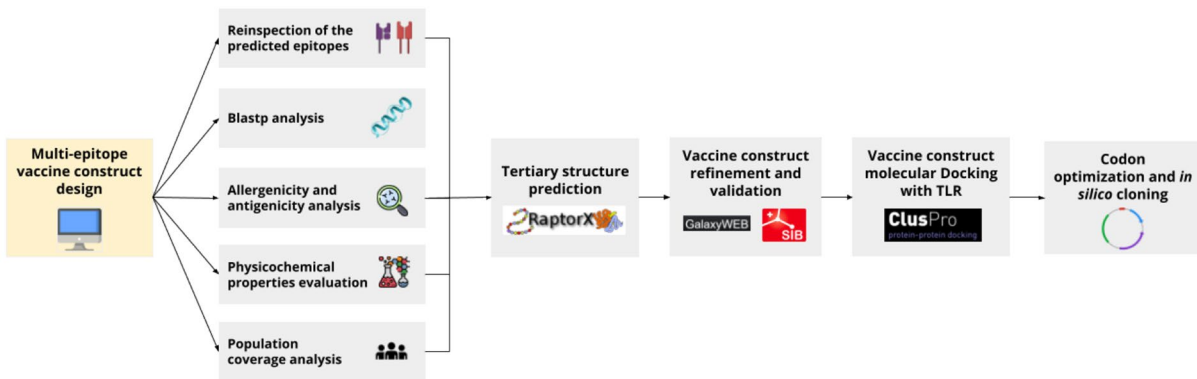 Multi-epitope
vaccine construct
design
Reinspection of the
predicted epitopes
Blastp analysis
Allergenicity and
antigenicity analysis
Physicochemical
properties evaluation
Population
coverage analysis
Tertiary structure
prediction
RaptorX
Vaccine construct
refinement and
validation
GalaxyWEB
SIB
Vaccine construct
molecular Docking
with TLR
ClusPro
protein-protein docking
Codon
optimization and in
silico cloning